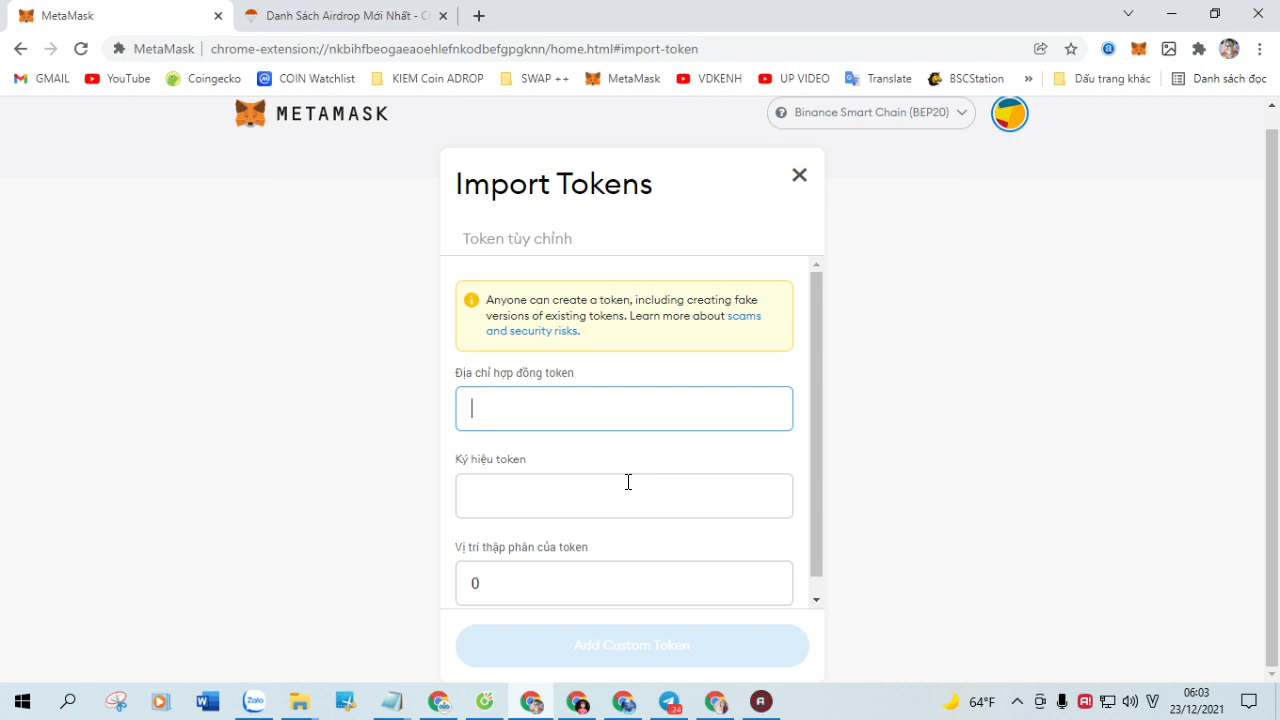 MetaMask
Danh Sách Airdrop Mới Nhất - C
MetaMask
chrome-extension://nkbihfbeogaeaoehlefnkodbefgpgknn/home.html#import-token
GMAIL
YouTube
Coingecko
COIN Watchlist
KIEM Coin ADROP
SWAP ++
MetaMask
VDKENH
UP VIDEO
Translate
BSCStation
»
Dấu trang khác
Danh sách đọc
METAMASK
Binance Smart Chain (BEP20)
Import Tokens
Token tùy chỉnh
Anyone can create a token, including creating fake
versions of existing tokens. Learn more about scams
and security risks.
Địa chỉ hợp đồng token
Ký hiệu token
Vị trí thập phân của token
0
Add Custom Token
Zalo
24
64°F
06:03
23/12/2021